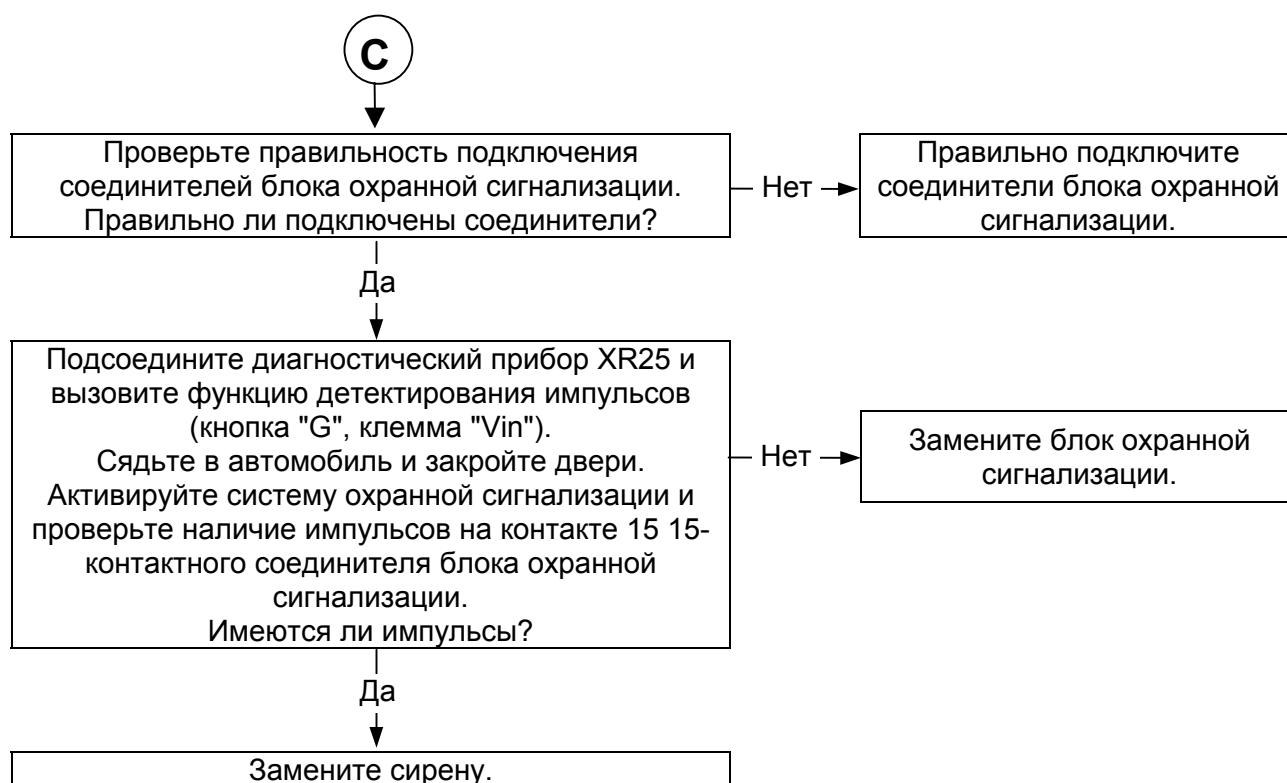 C
Проверьте правильность подключения
соединителей блока охранной сигнализации.
Правильно ли подключены соединители?
Нет
Правильно подключите
соединители блока охранной
сигнализации.
Да
Подсоедините диагностический прибор XR25 и
вызовите функцию детектирования импульсов
(кнопка "G", клемма "Vin").
Сядьте в автомобиль и закройте двери.
Активируйте систему охранной сигнализации и
проверьте наличие импульсов на контакте 15 15-
контактного соединителя блока охранной
сигнализации.
Имеются ли импульсы?
Нет
Замените блок охранной
сигнализации.
Да
Замените сирену.